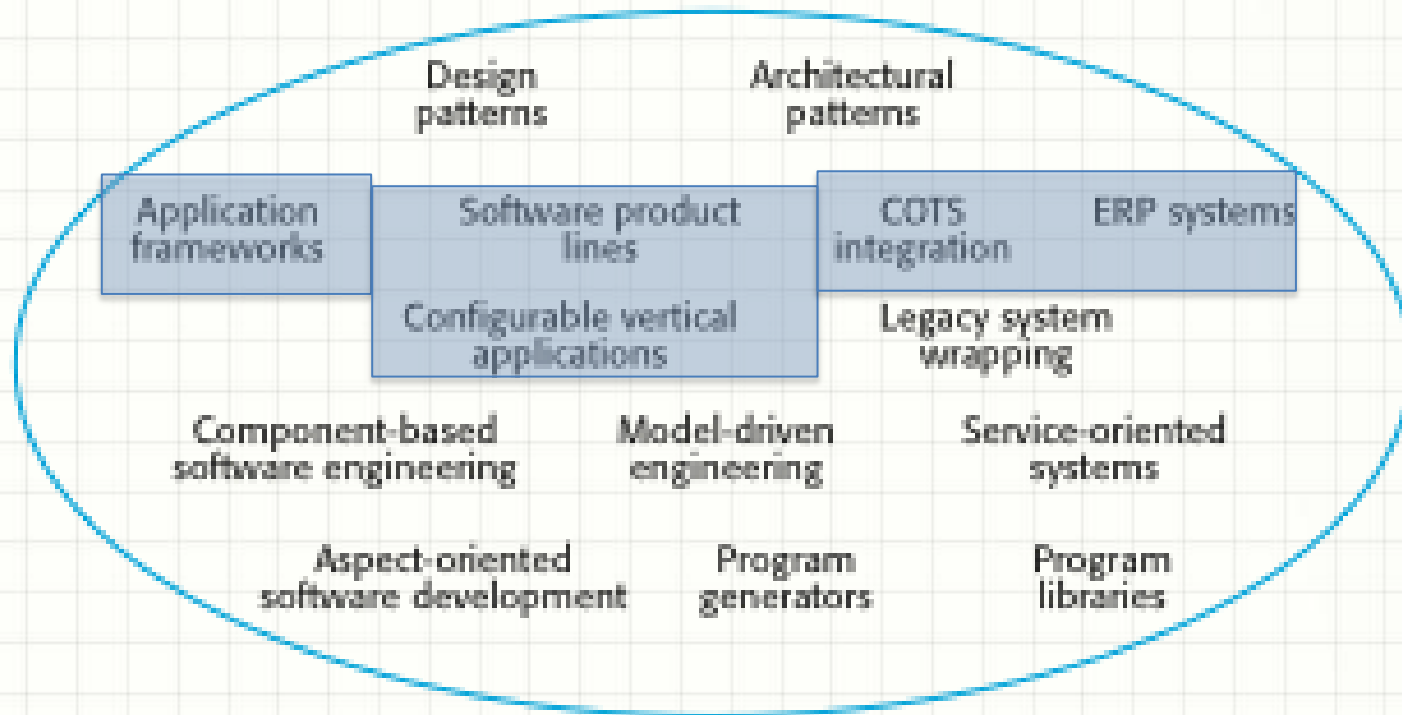 Design
patterns
Architectural
patterns
Application
frameworks
Software product
lines
COTS
integration
ERP systems
Configurable vertical
applications
Legacy system
wrapping
Component-based
software engineering
Model-driven
engineering
Service-oriented
systems
Aspect-oriented
software development
Program
generators
Program
libraries